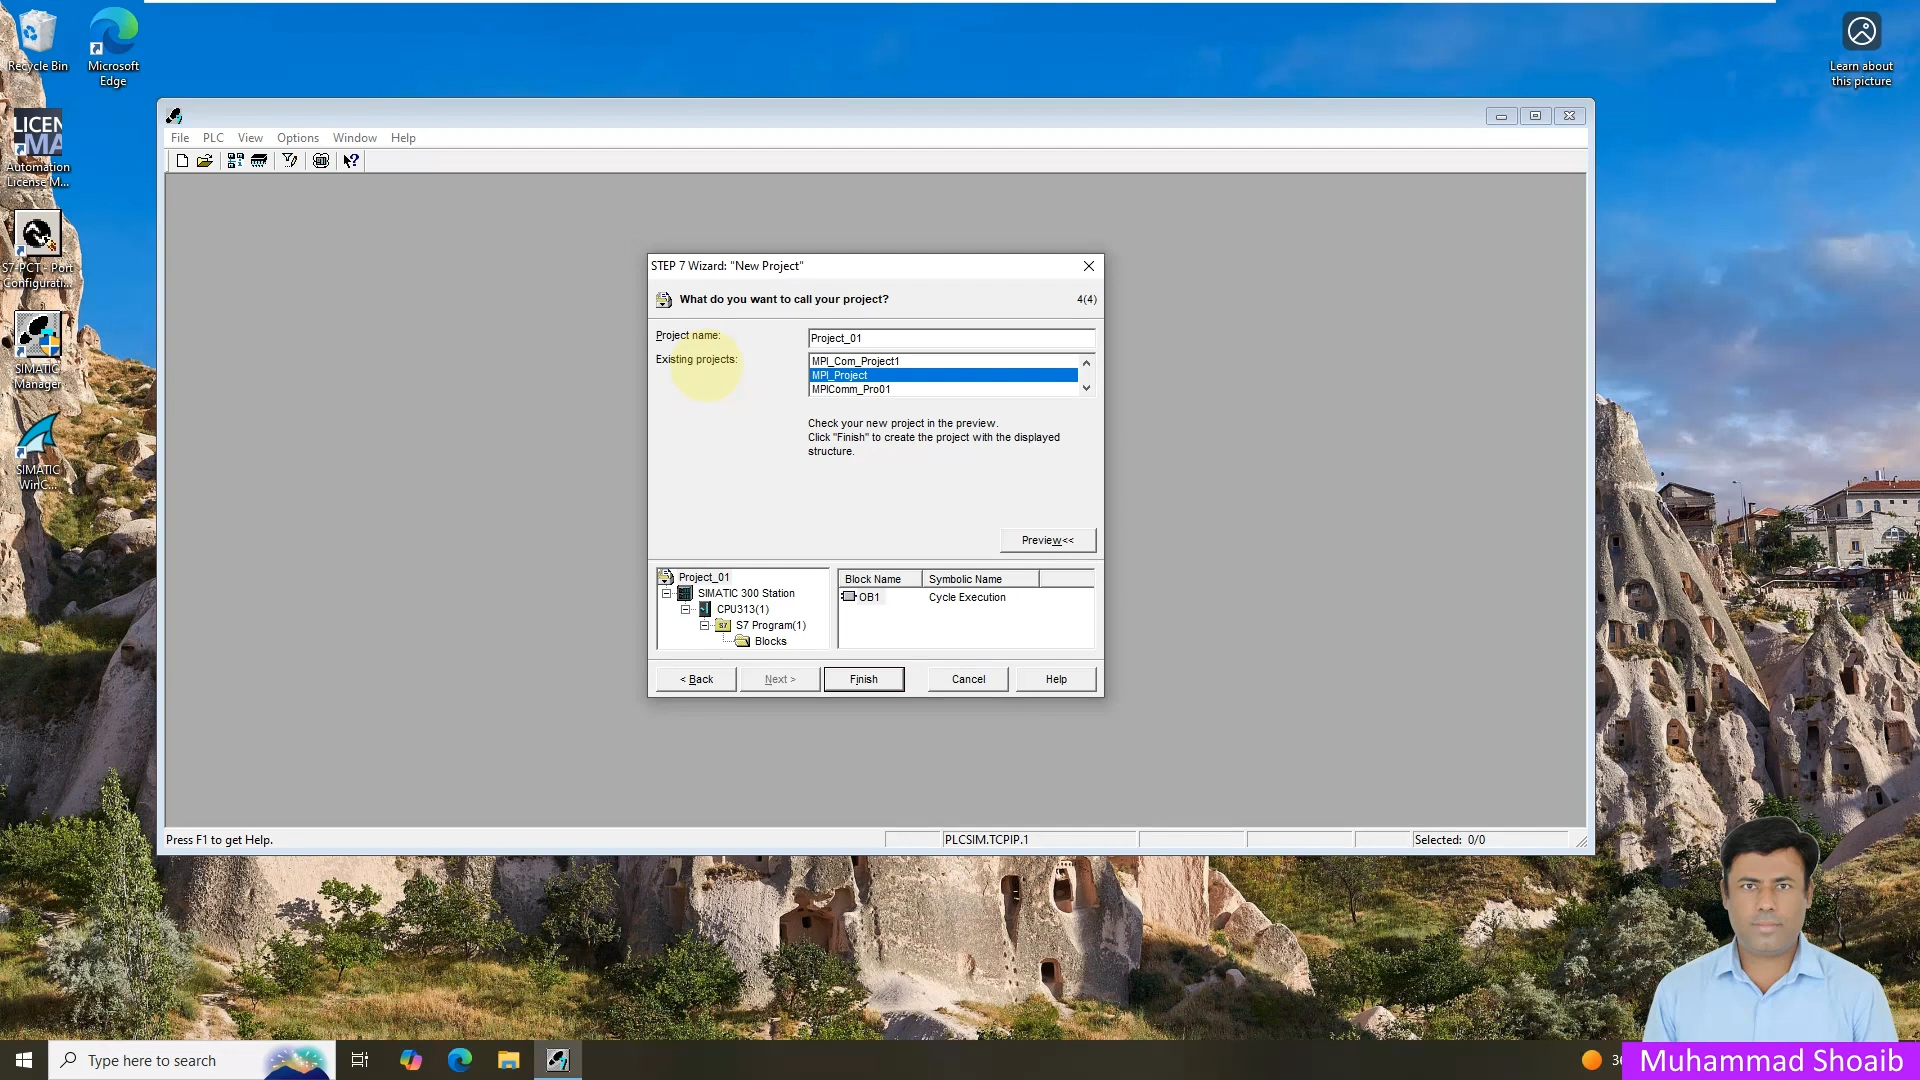 Recycle Bin
Microsoft
Edge
Learn about
this picture
LICEN
MA
Automation
License M...
S7-PCT - Port
Configurati...
SIMATIC
Manager
SIMATIC
WinC...
File PLC View Options Window Help
STEP 7 Wizard: "New Project"
What do you want to call your project? 4(4)
Project name: Project_01
Existing projects: MPI_Com_Project1
MPI_Project
MPIComm_Pro01
Check your new project in the preview.
Click "Finish" to create the project with the displayed
structure.
Preview<<
Project_01
SIMATIC 300 Station
CPU313(1)
S7 Program(1)
Blocks
Block Name Symbolic Name
OB1 Cycle Execution
< Back Next > Finish Cancel Help
Press F1 to get Help. PLCSIM.TCPIP.1 Selected: 0/0
Type here to search
Muhammad Shoaib